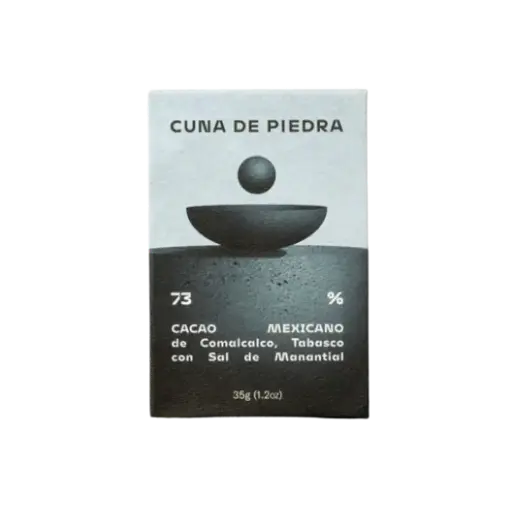 CUNA DE PIEDRA
73 %
CACAO MEXICANO
de Comalcalco, Tabasco
con Sal de Manantial
35g (1.2oz)